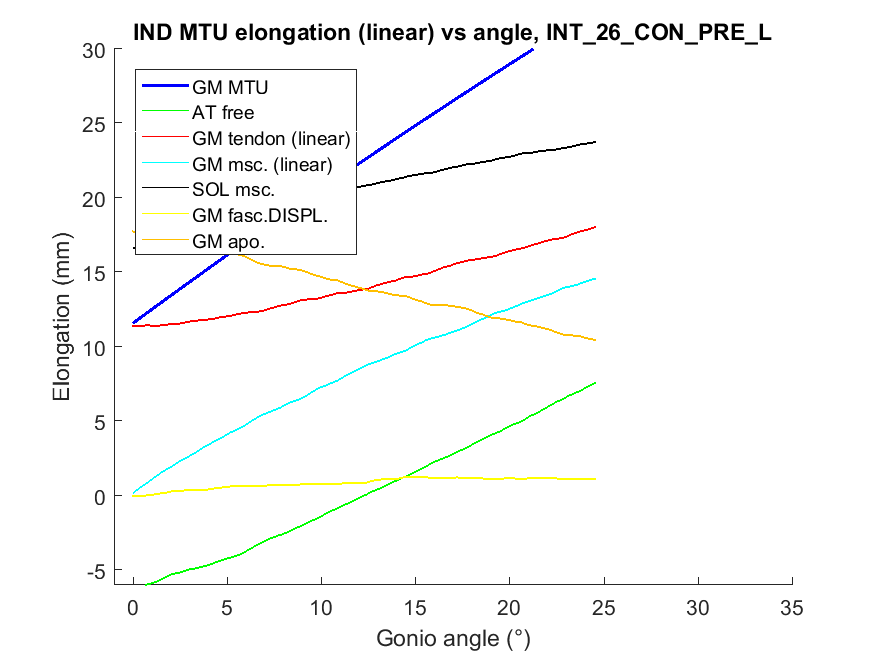 IND MTU elongation (linear) vs angle, INT_26_CON_PRE_L
30
25
20
15
10
5
0
-5
Elongation (mm)
GM MTU
AT free
GM tendon (linear)
GM msc. (linear)
SOL msc.
GM fasc.DISPL.
GM apo.
0 5 10 15 20 25 30 35
Gonio angle (°)